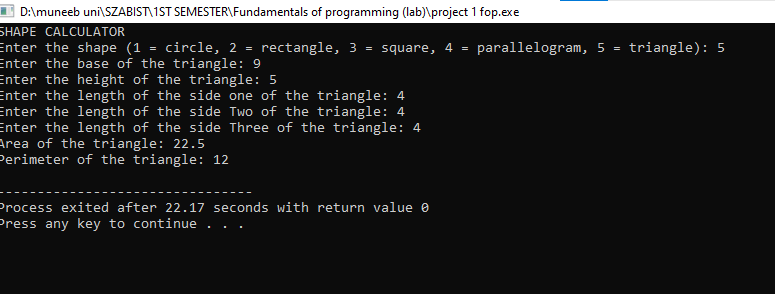 D:\muneeb uni\SZABIST\1ST SEMESTER\Fundamentals of programming (lab)\project 1 fop.exe
SHAPE CALCULATOR
Enter the shape (1 = circle, 2 = rectangle, 3 = square, 4 = parallelogram, 5 = triangle): 5
Enter the base of the triangle: 9
Enter the height of the triangle: 5
Enter the length of the side one of the triangle: 4
Enter the length of the side Two of the triangle: 4
Enter the length of the side Three of the triangle: 4
Area of the triangle: 22.5
Perimeter of the triangle: 12
--------------------------------
Process exited after 22.17 seconds with return value 0
Press any key to continue . . .